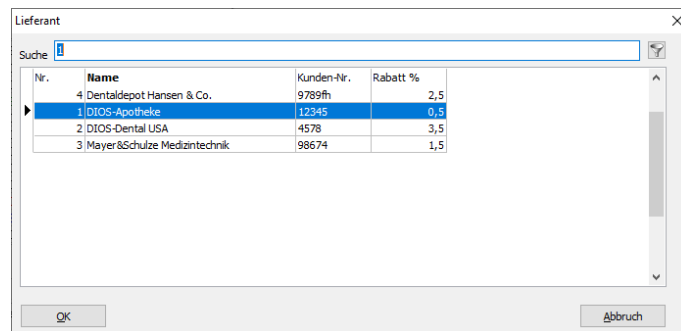 Lieferant
Suche 1
Nr. Name Kunden-Nr. Rabatt %
4 Dentaldepot Hansen & Co. 9789fh 2,5
1 DIOS-Apotheke 12345 0,5
2 DIOS-Dental USA 4578 3,5
3 Mayer&Schulze Medizintechnik 98674 1,5
OK Abbruch